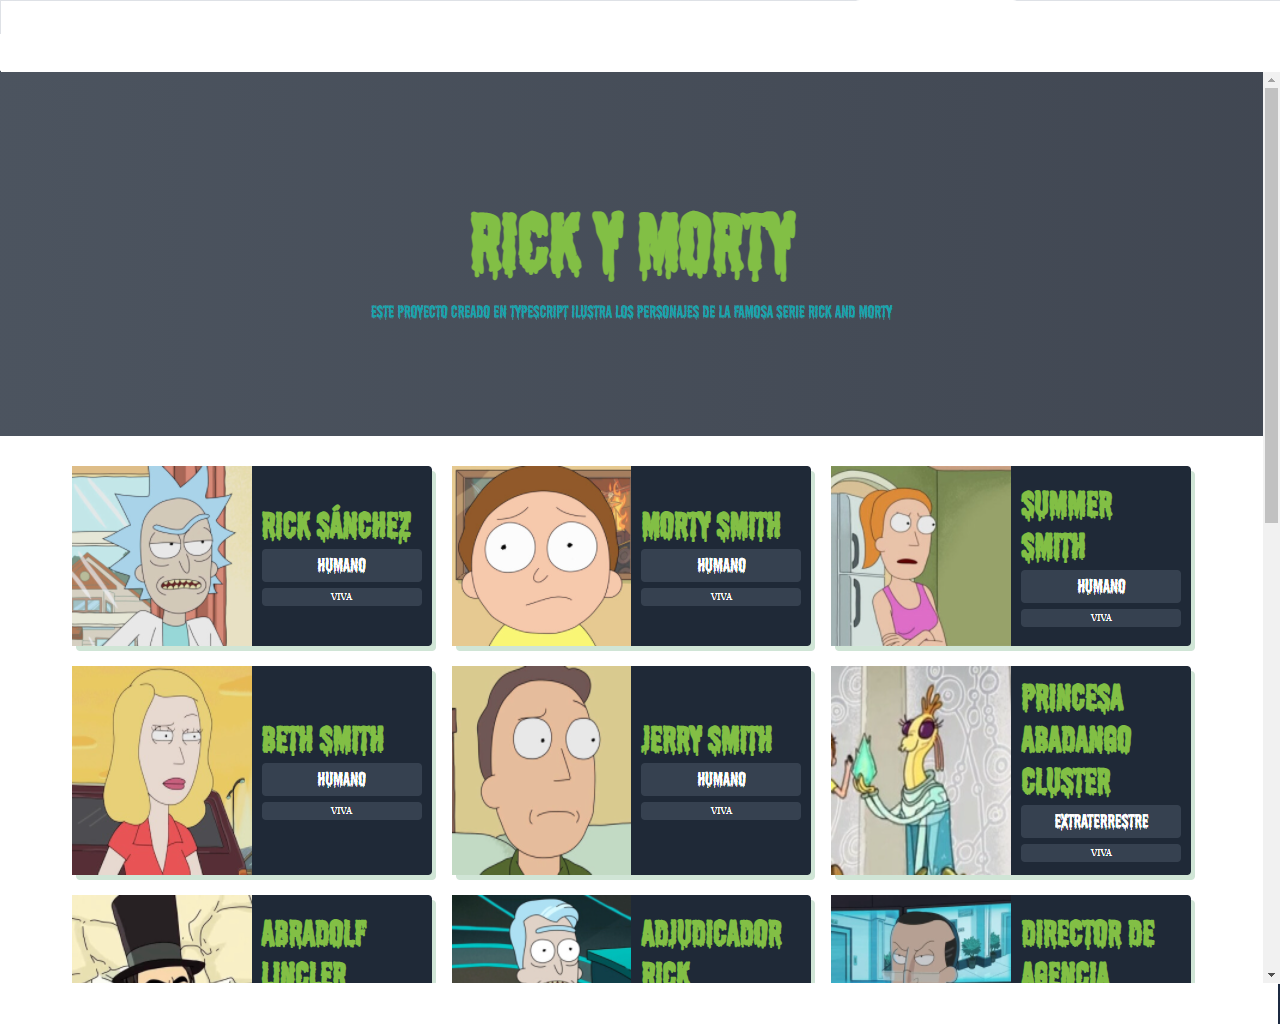 RICK Y MORTY
ESTE PROYECTO CREADO EN TYPESCRIPT ILUSTRA LOS PERSONAJES DE LA FAMOSA SERIE RICK AND MORTY
RICK SÁNCHEZ
HUMANO
VIVA
MORTY SMITH
HUMANO
VIVA
SUMMER
SMITH
HUMANO
VIVA
BETH SMITH
HUMANO
VIVA
JERRY SMITH
HUMANO
VIVA
PRINCESA
ABADANGO
CLUSTER
EXTRATERRESTRE
VIVA
ABRADOLF
LINCLER
ADJUDICADOR
RICK
DIRECTOR DE
AGENCIA